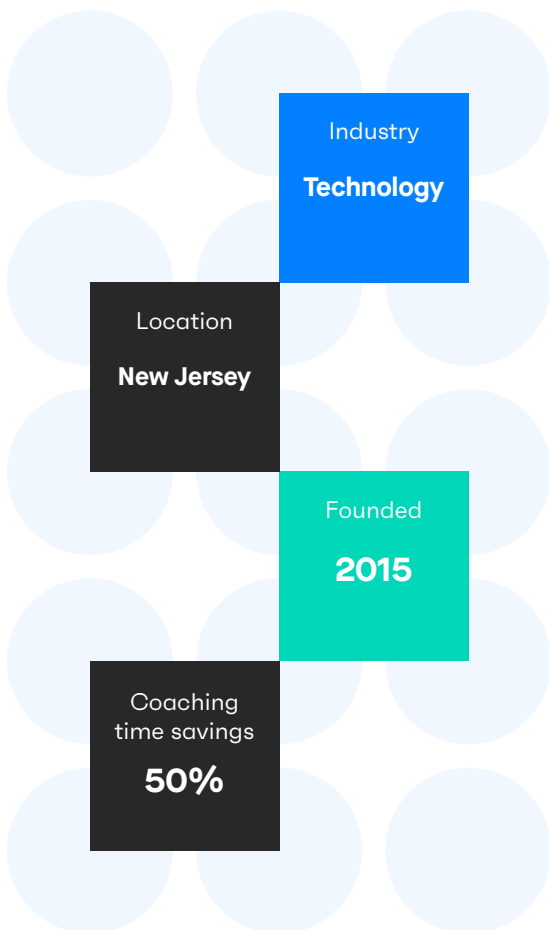 Industry
Technology
Location
New Jersey
Founded
2015
Coaching
time savings
50%